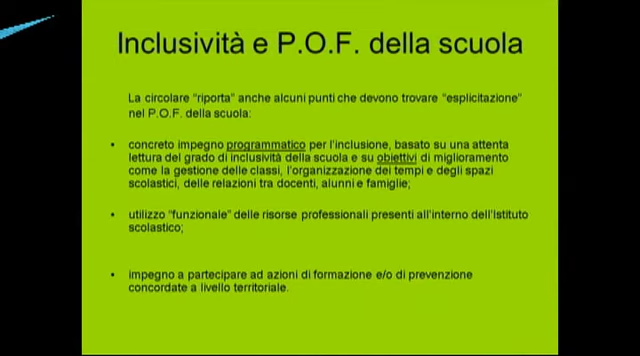 Inclusività e P.O.F. della scuola
La circolare "riporta" anche alcuni punti che devono trovare "esplicitazione"
nel P.O.F. della scuola:
• concreto impegno programmatico per l'inclusione, basato su una attenta
lettura del grado di inclusività della scuola e su obiettivi di miglioramento
come la gestione delle classi, l'organizzazione dei tempi e degli spazi
scolastici, delle relazioni tra docenti, alunni e famiglie;
• utilizzo "funzionale" delle risorse professionali presenti all'interno dell'Istituto
scolastico;
• impegno a partecipare ad azioni di formazione e/o di prevenzione
concordate a livello territoriale.